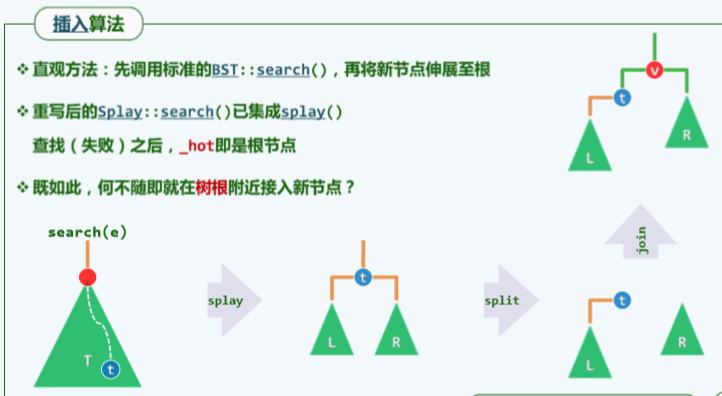 插入算法
直观方法：先调用标准的BST::search()，再将新节点伸展至根
重写后的Splay::search()已集成splay()
查找（失败）之后，_hot即是根节点
既如此，何不随即就在树根附近接入新节点？
v
t
L
R
search(e)
T
t
splay
t
L
R
split
join
t
L
R